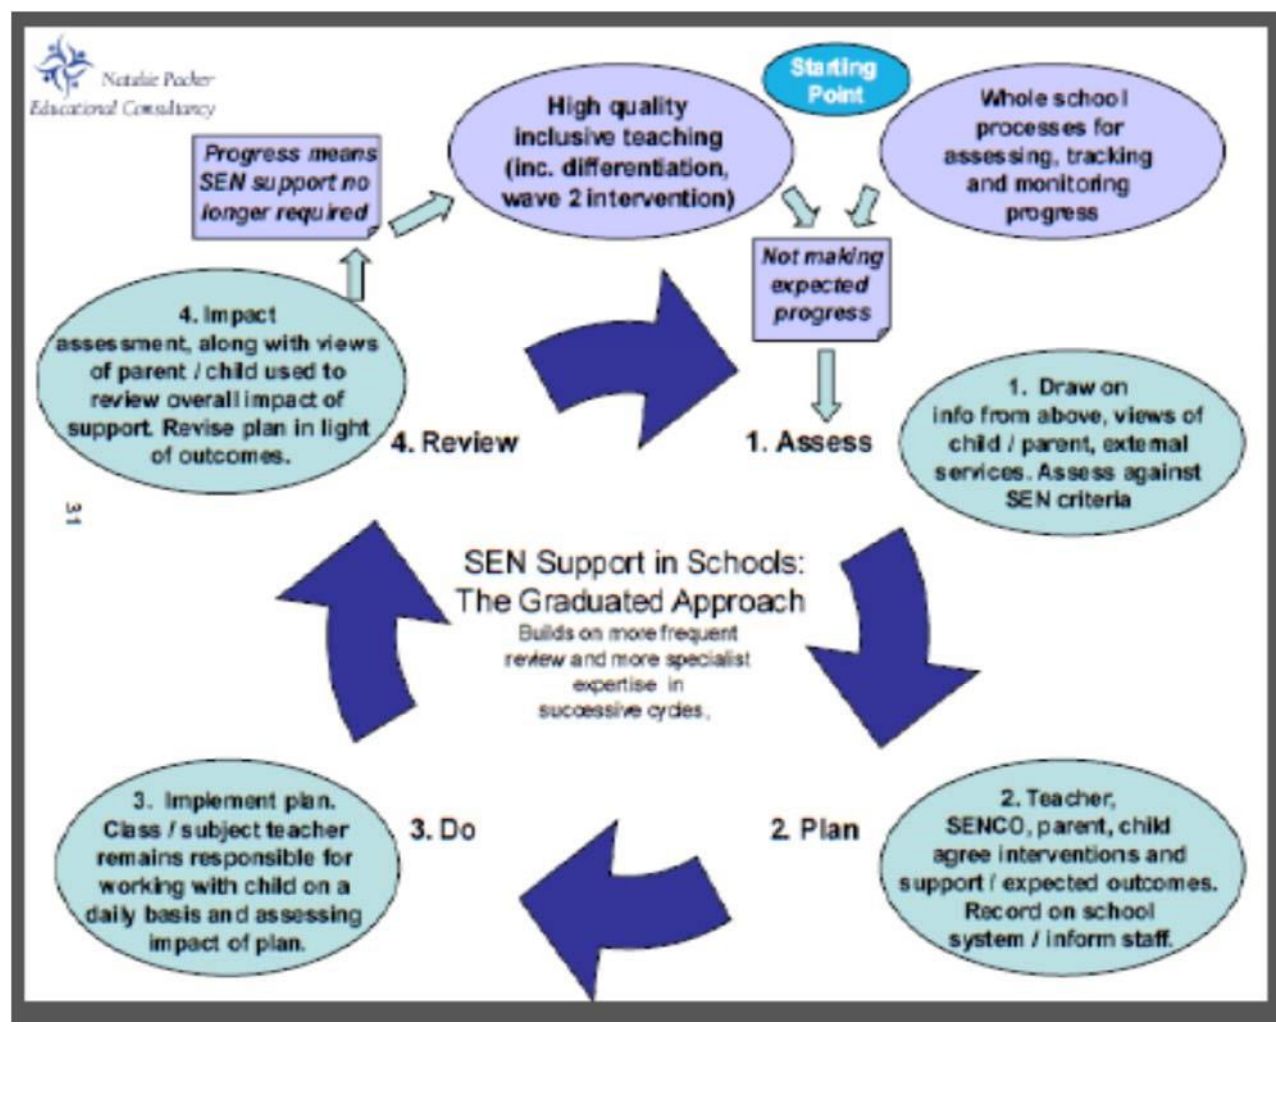 Natalie Packer
Educational Consultancy
Starting
Point
High quality
inclusive teaching
(inc. differentiation,
wave 2 intervention)
Whole school
processes for
assessing, tracking
and monitoring
progress
Progress means
SEN support no
longer required
Not making
expected
progress
4. Impact
assessment, along with views
of parent / child used to
review overall impact of
support. Revise plan in light
of outcomes.
4. Review
1. Assess
1. Draw on
info from above, views of
child / parent, external
services. Assess against
SEN criteria
31
SEN Support in Schools:
The Graduated Approach
Builds on more frequent
review and more specialist
expertise in
successive cycles,
3. Implement plan.
Class / subject teacher
remains responsible for
working with child on a
daily basis and assessing
impact of plan.
3. Do
2. Plan
2. Teacher,
SENCO, parent, child
agree interventions and
support / expected outcomes.
Record on school
system / inform staff.